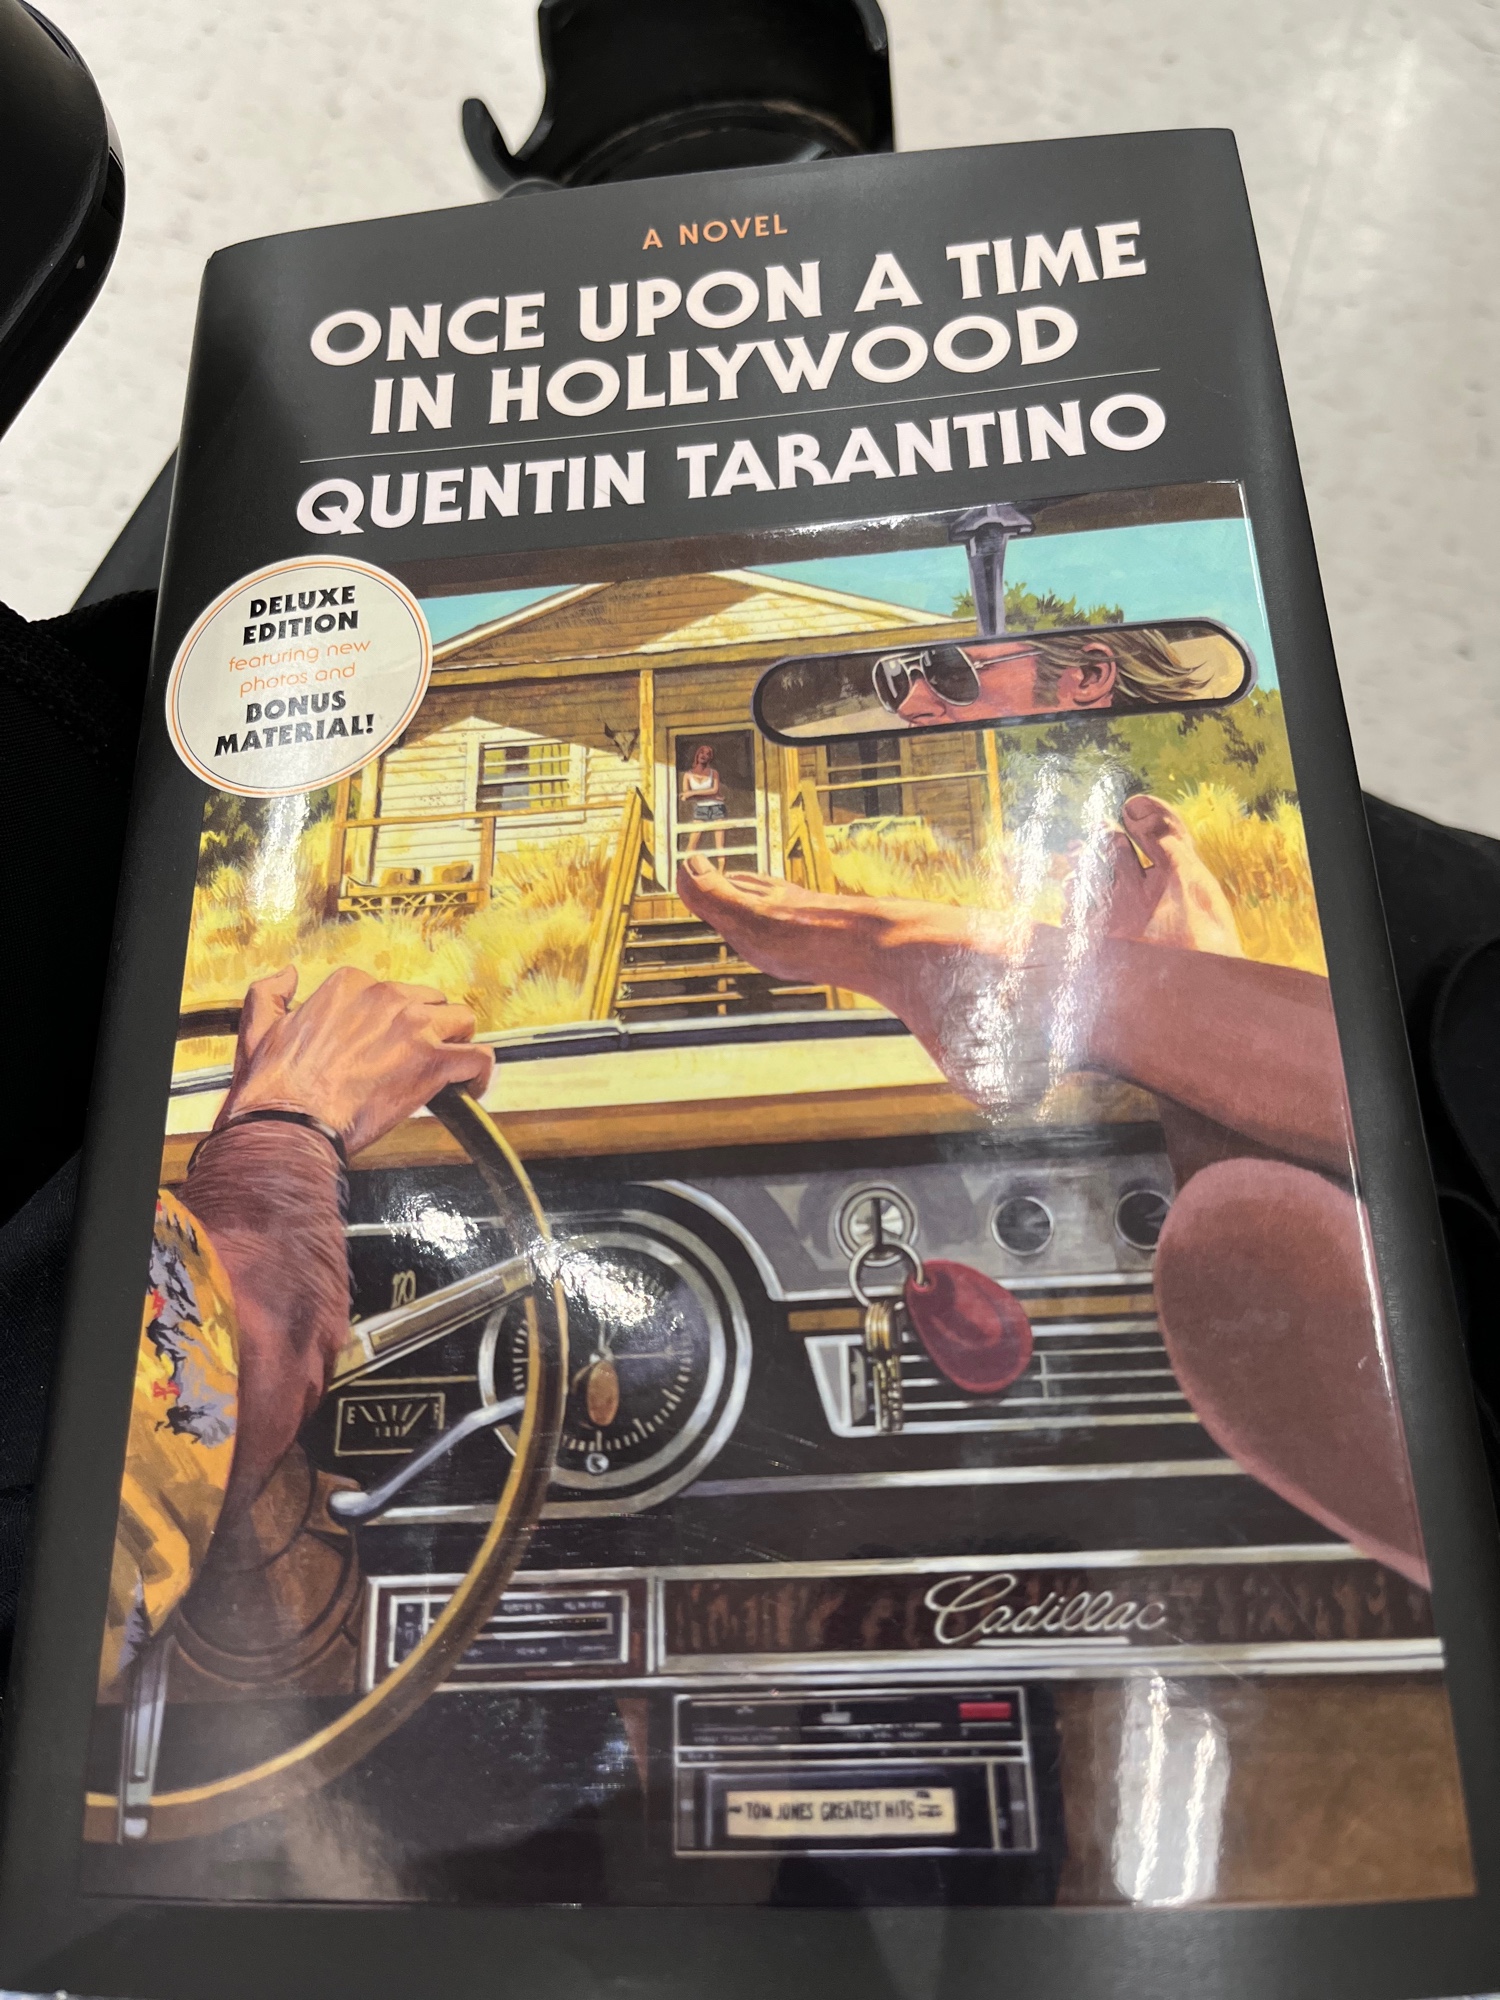 A NOVEL
ONCE UPON A TIME
IN HOLLYWOOD
QUENTIN TARANTINO
DELUXE
EDITION
featuring new
photos and
BONUS
MATERIAL!
120
E F
Cadillac
TOM JONES GREATEST HITS